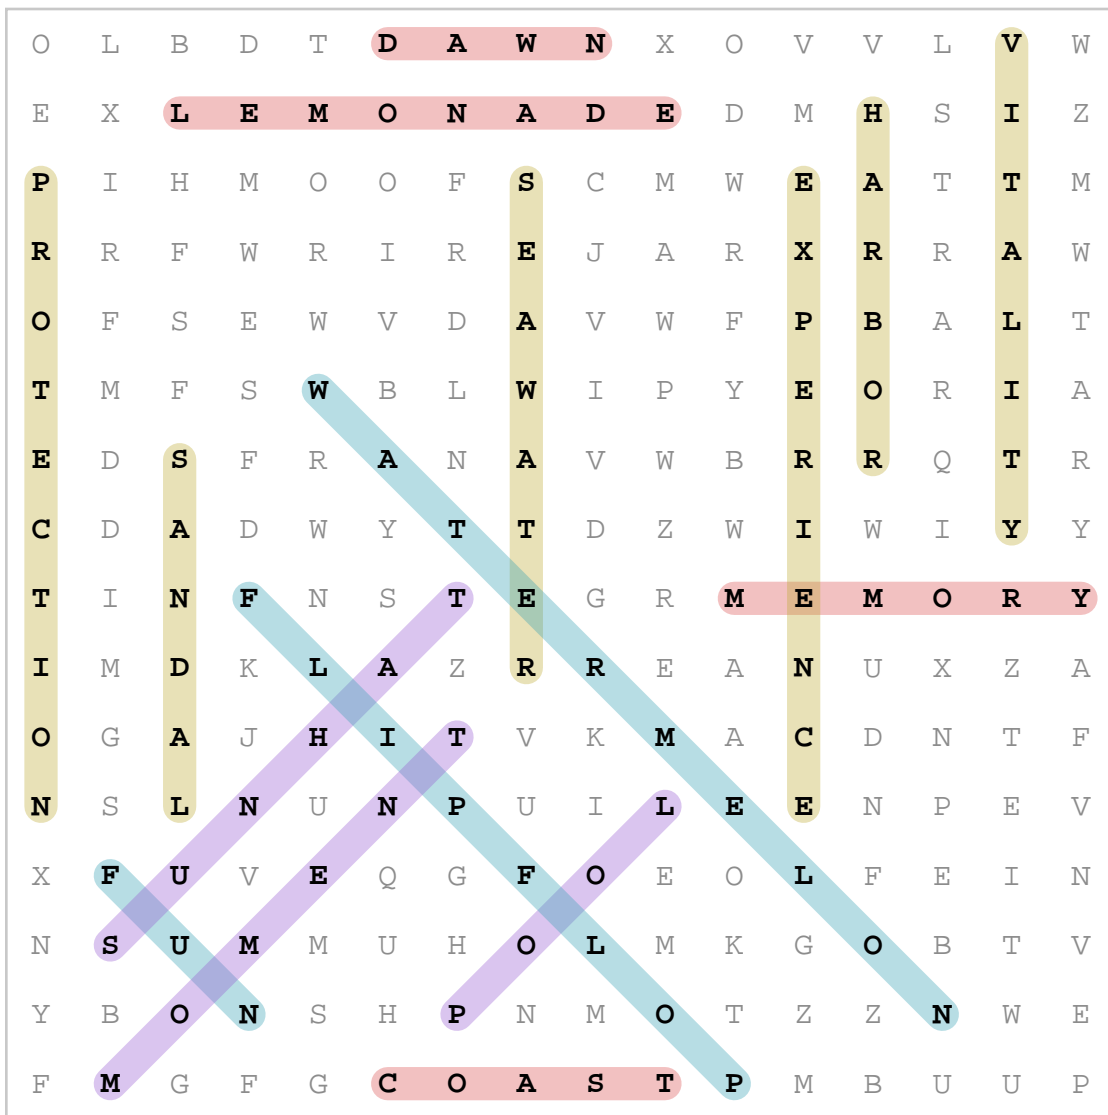 O L B D T D A W N X O V V L V W
E X L E M O N A D E D M H S I Z
P I H M O O F S C M W E A T T M
R R F W R I R E J A R X R R A W
O F S E W V D A V W F P B A L T
T M F S W B L W I P Y E O R I A
E D S F R A N A V W B R R Q T R
C D A D W Y T T D Z W I W I Y Y
T I N F N S T E G R M E M O R Y
I M D K L A Z R R E A N U X Z A
O G A J H I T V K M A C D N T F
N S L N U N P U I L E E N P E V
X F U V E Q G F O E O L F E I N
N S U M M U H O L M K G O B T V
Y B O N S H P N M O T Z Z N W E
F M G F G C O A S T P M B U U P